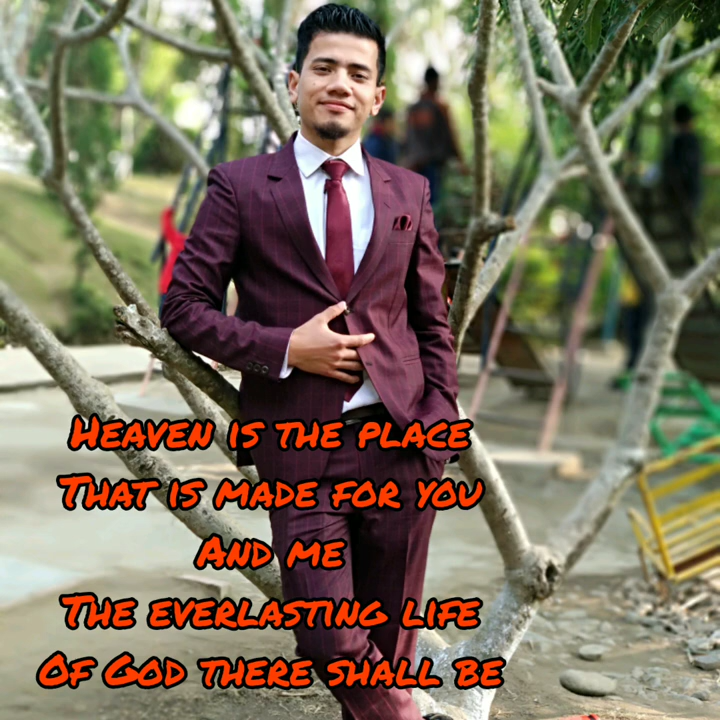 Heaven is the place
That is made for you
And me
The everlasting life
Of God there shall be